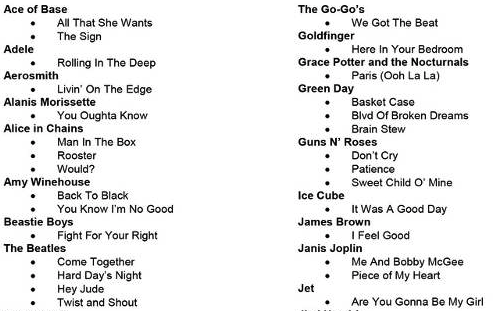 Ace of Base
• All That She Wants
• The Sign
Adele
• Rolling In The Deep
Aerosmith
• Livin' On The Edge
Alanis Morissette
• You Oughta Know
Alice in Chains
• Man In The Box
• Rooster
• Would?
Amy Winehouse
• Back To Black
• You Know I'm No Good
Beastie Boys
• Fight For Your Right
The Beatles
• Come Together
• Hard Day's Night
• Hey Jude
• Twist and Shout
The Go-Go's
• We Got The Beat
Goldfinger
• Here In Your Bedroom
Grace Potter and the Nocturnals
• Paris (Ooh La La)
Green Day
• Basket Case
• Blvd Of Broken Dreams
• Brain Stew
Guns N' Roses
• Don't Cry
• Patience
• Sweet Child O' Mine
Ice Cube
• It Was A Good Day
James Brown
• I Feel Good
Janis Joplin
• Me And Bobby McGee
• Piece of My Heart
Jet
• Are You Gonna Be My Girl